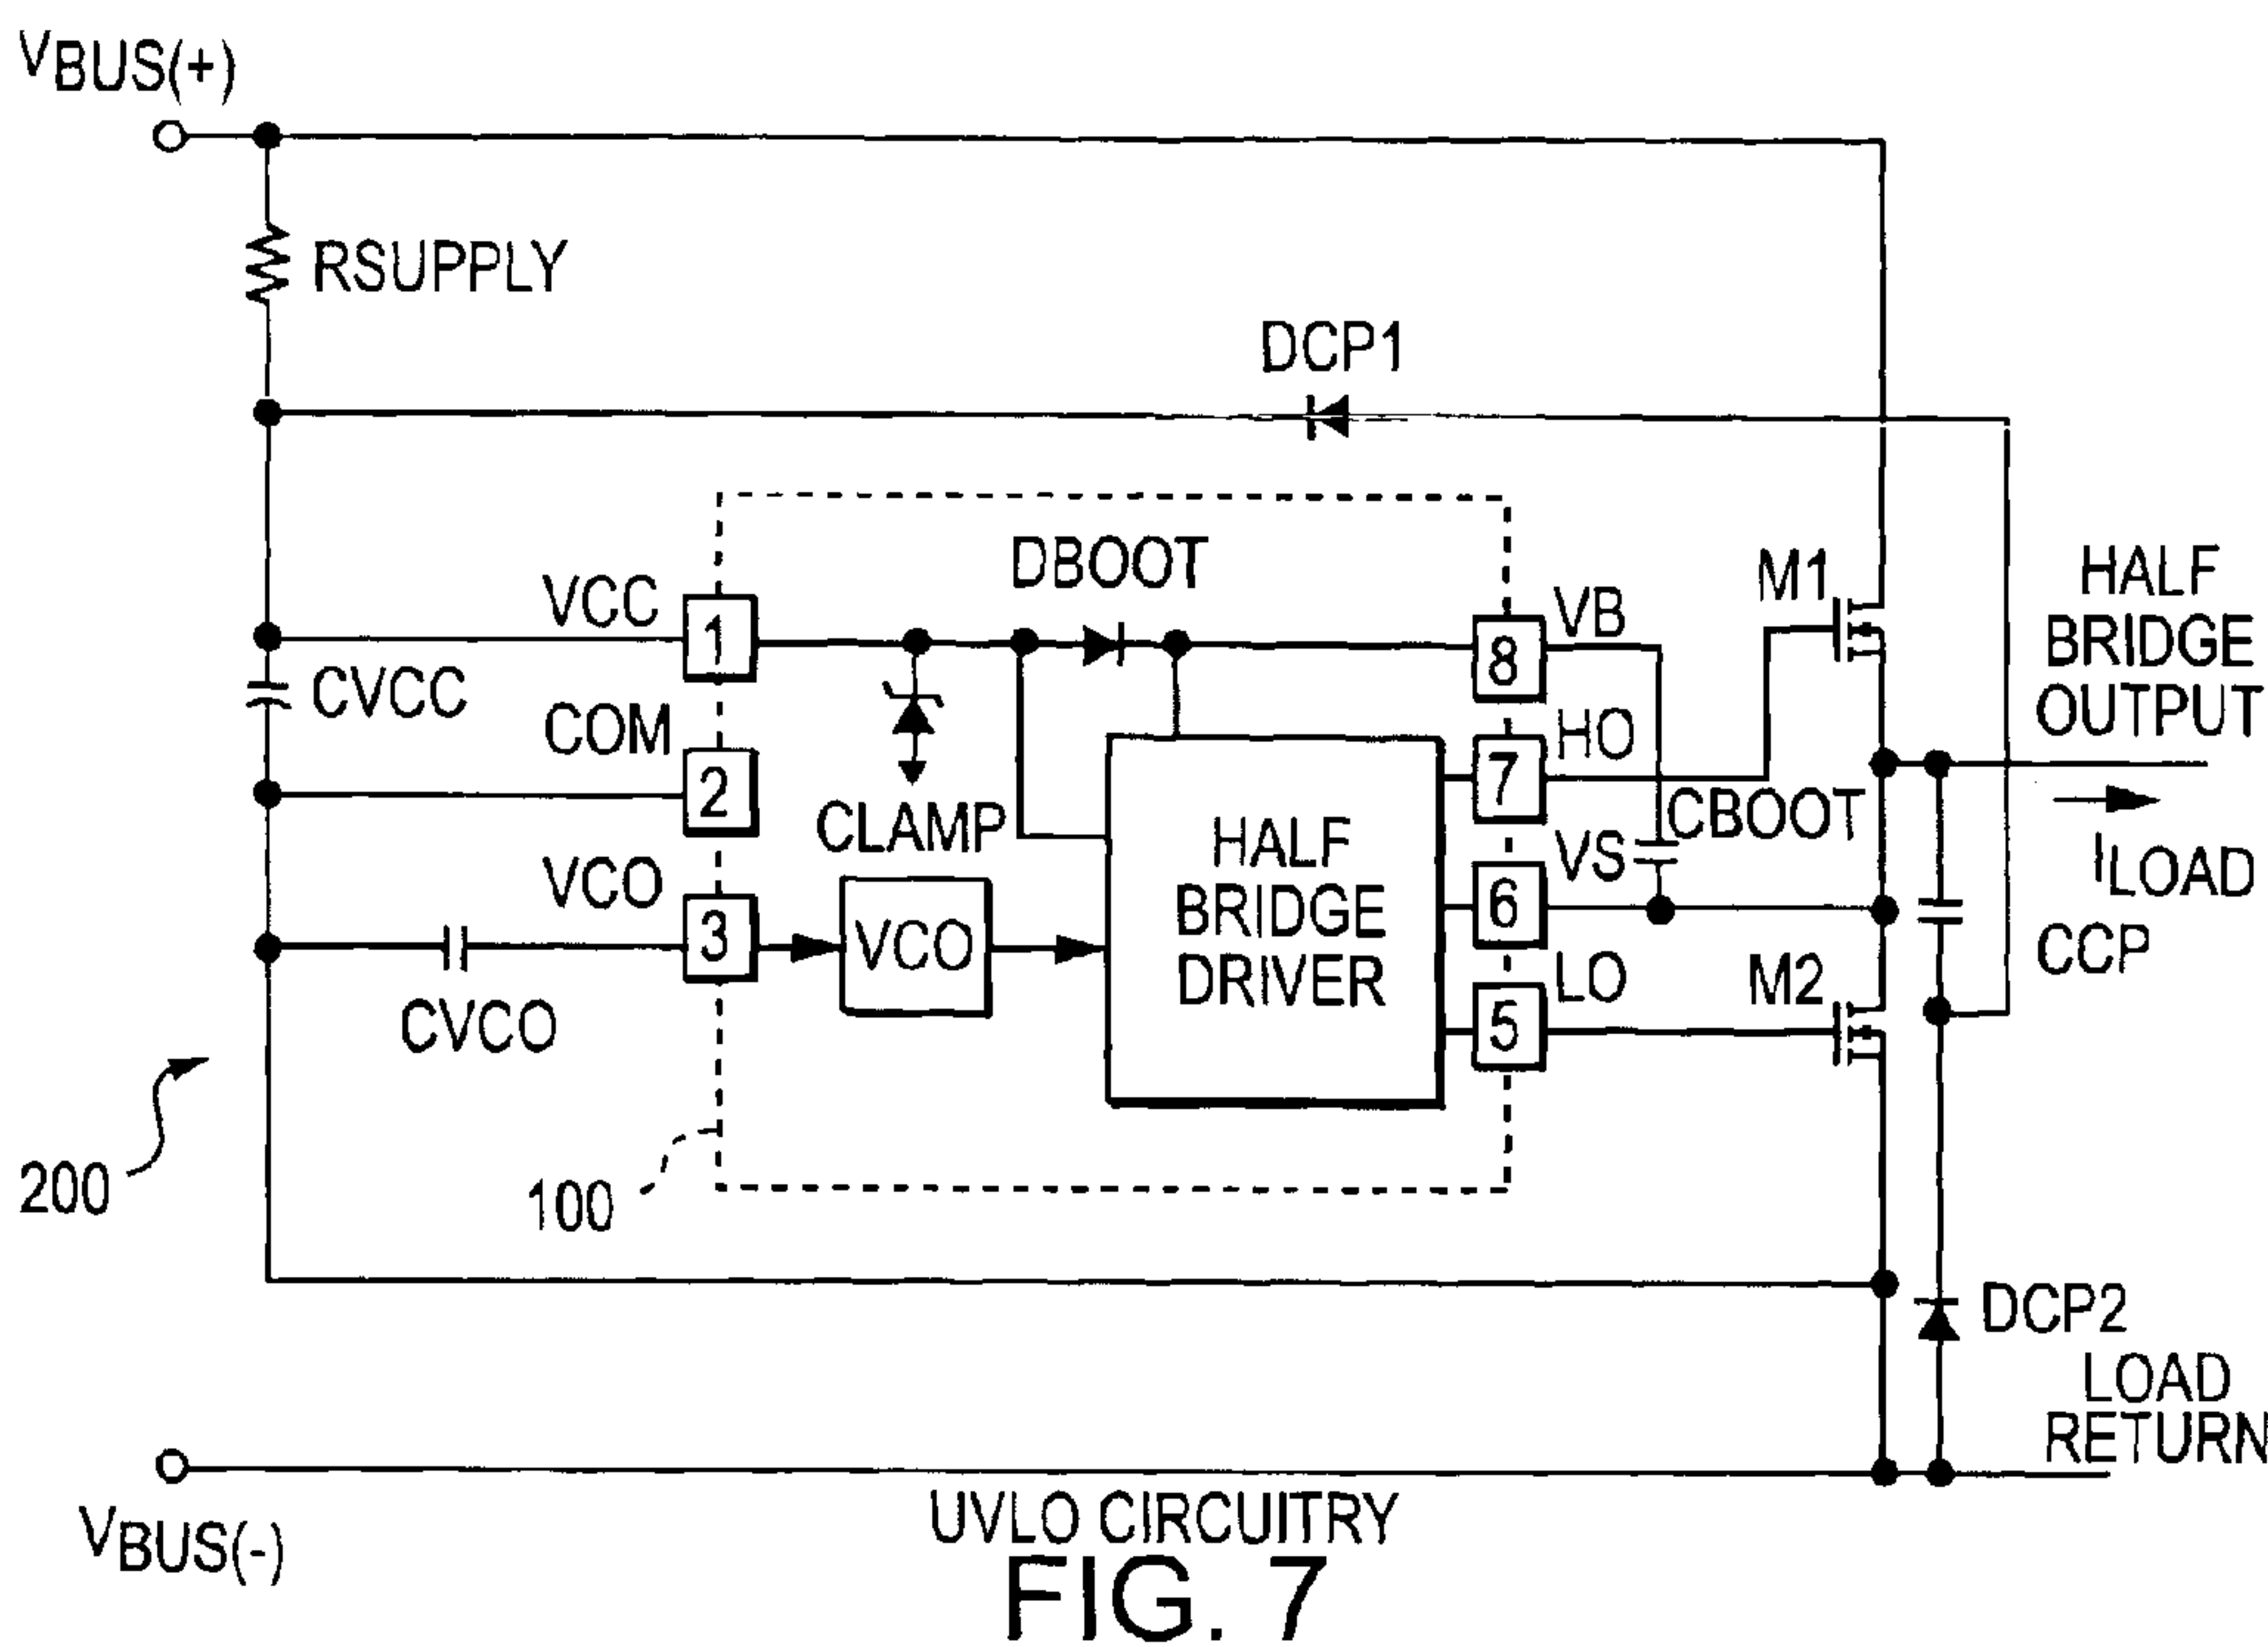 VBUS(+)
RSUPPLY
DCP1
DBOOT
VCC
1
CVCC
COM
2
CLAMP
VCO
3
VCO
CVCO
HALF
BRIDGE
DRIVER
8
VB
7
HO
CBOOT
6
VS
5
LO
M1
M2
HALF
BRIDGE
OUTPUT
ILOAD
CCP
DCP2
LOAD
RETURN
200
100
VBUS(-)
UVLO CIRCUITRY
FIG. 7